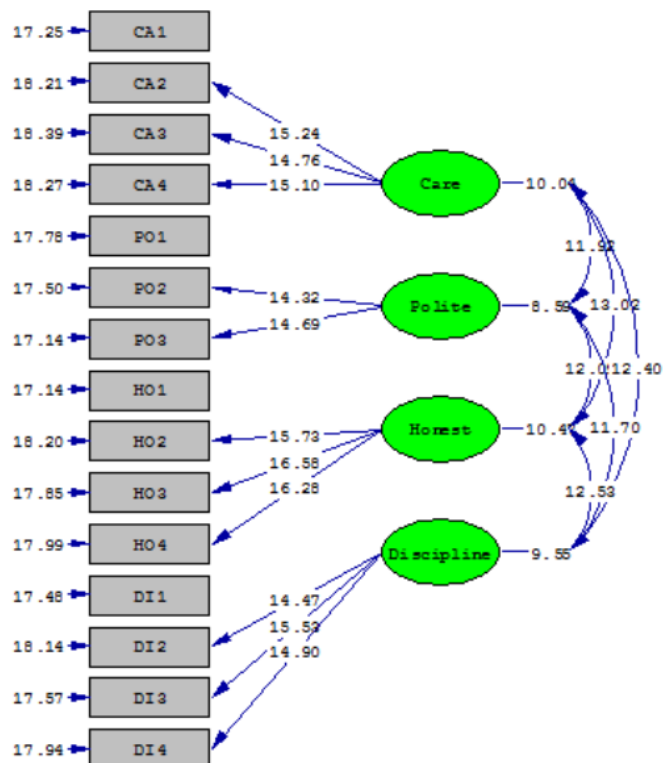 17.25 CA1
18.21 CA2
15.24
18.39 CA3
14.76
18.27 CA4
15.10
Care
17.78 PO1
11.92
17.50 PO2
14.32
Polite
8.59
13.02
17.14 PO3
14.69
17.14 HO1
12.40
18.20 HO2
15.73
Honest
11.70
17.85 HO3
16.58
16.28
12.53
17.99 HO4
Discipline
9.55
17.48 DI1
14.47
18.14 DI2
15.53
14.90
17.57 DI3
17.94 DI4